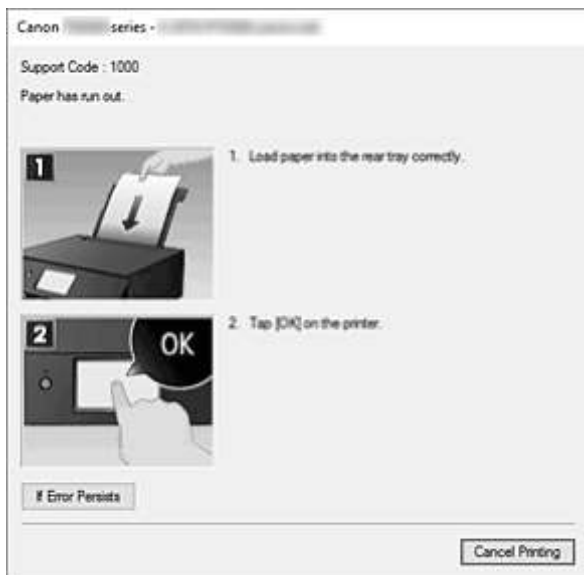 Canon series -
Support Code : 1000
Paper has run out.
1
1. Load paper into the rear tray correctly.
2
OK
2. Tap [OK] on the printer.
If Error Persists
Cancel Printing